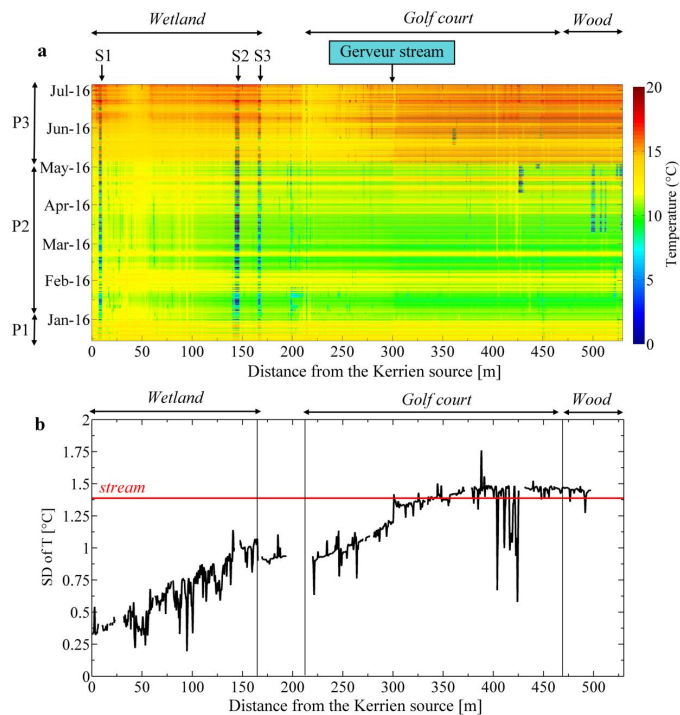 Wetland Golf court Wood
a S1 S2 S3 Gerveur stream
Jul-16
Jun-16
May-16
Apr-16
Mar-16
Feb-16
Jan-16
P3
P2
P1
20
15
10
5
0
Temperature (°C)
0 50 100 150 200 250 300 350 400 450 500
Distance from the Kerrien source [m]
Wetland Golf court Wood
b
2
1.75
1.5
1.25
1
0.75
0.5
0.25
0
SD of T [°C]
stream
0 50 100 150 200 250 300 350 400 450 500
Distance from the Kerrien source [m]